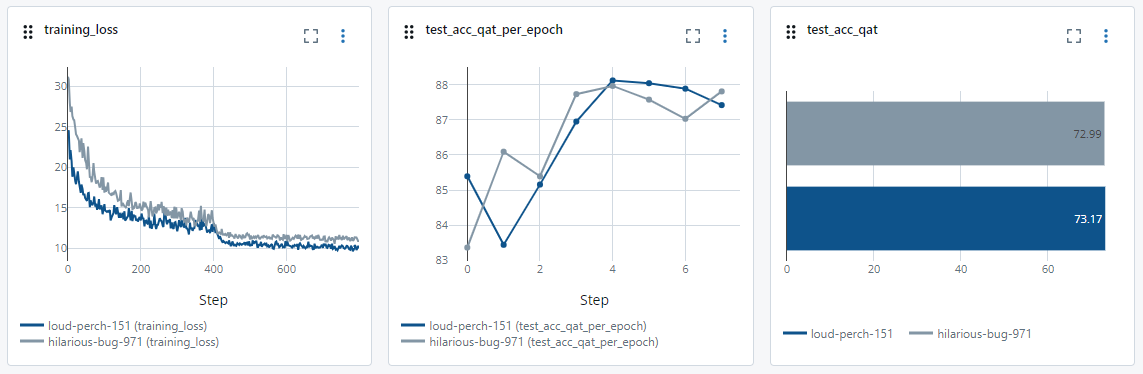 training_loss
30
25
20
15
10
0
200
400
600
Step
loud-perch-151 (training_loss)
hilarious-bug-971 (training_loss)
test_acc_qat_per_epoch
88
87
86
85
84
83
0
2
4
6
Step
loud-perch-151 (test_acc_qat_per_epoch)
hilarious-bug-971 (test_acc_qat_per_epoch)
test_acc_qat
72.99
73.17
0
20
40
60
loud-perch-151
hilarious-bug-971